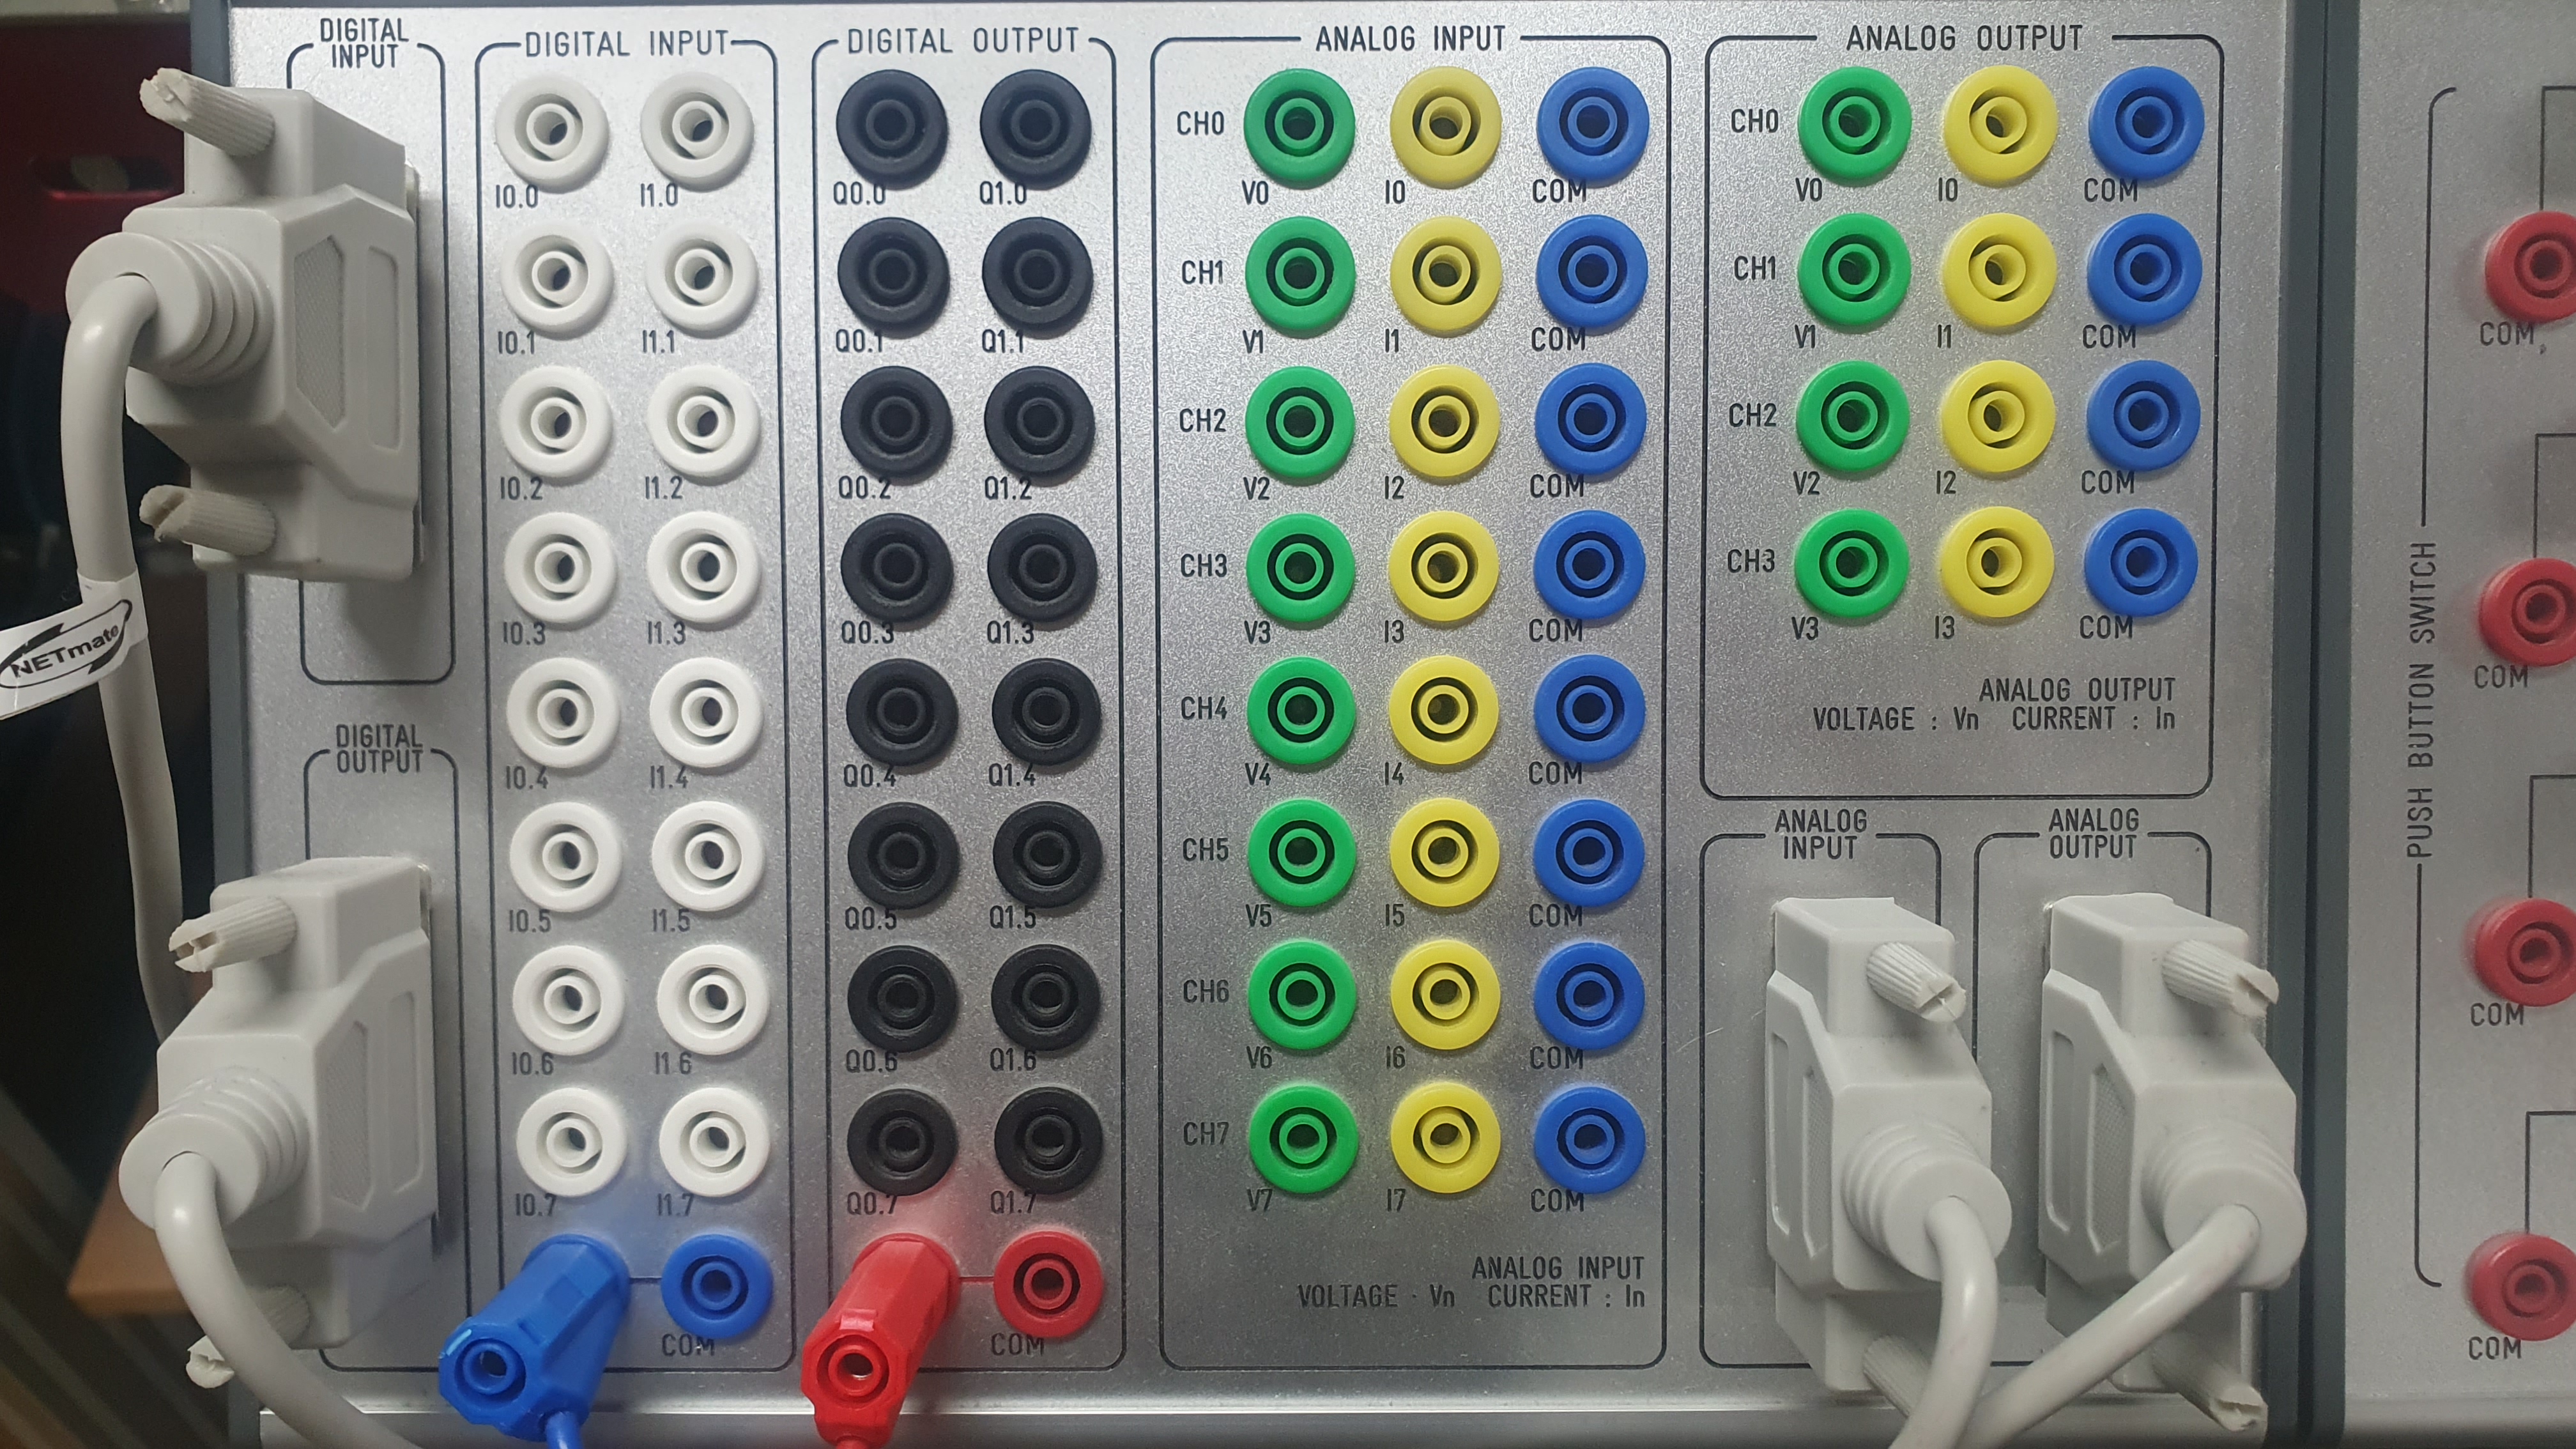 DIGITAL
INPUT
NETmate
DIGITAL
OUTPUT
DIGITAL INPUT
I0.0 I1.0
I0.1 I1.1
I0.2 I1.2
I0.3 I1.3
I0.4 I1.4
I0.5 I1.5
I0.6 I1.6
I0.7 I1.7
COM
DIGITAL OUTPUT
Q0.0 Q1.0
Q0.1 Q1.1
Q0.2 Q1.2
Q0.3 Q1.3
Q0.4 Q1.4
Q0.5 Q1.5
Q0.6 Q1.6
Q0.7 Q1.7
COM
ANALOG INPUT
CH0
V0 I0 COM
CH1
V1 I1 COM
CH2
V2 I2 COM
CH3
V3 I3 COM
CH4
V4 I4 COM
CH5
V5 I5 COM
CH6
V6 I6 COM
CH7
V7 I7 COM
ANALOG INPUT
VOLTAGE : Vn CURRENT : In
ANALOG OUTPUT
CH0
V0 I0 COM
CH1
V1 I1 COM
CH2
V2 I2 COM
CH3
V3 I3 COM
ANALOG OUTPUT
VOLTAGE : Vn CURRENT : In
ANALOG
INPUT
ANALOG
OUTPUT
PUSH BUTTON SWITCH
COM
COM
COM
COM